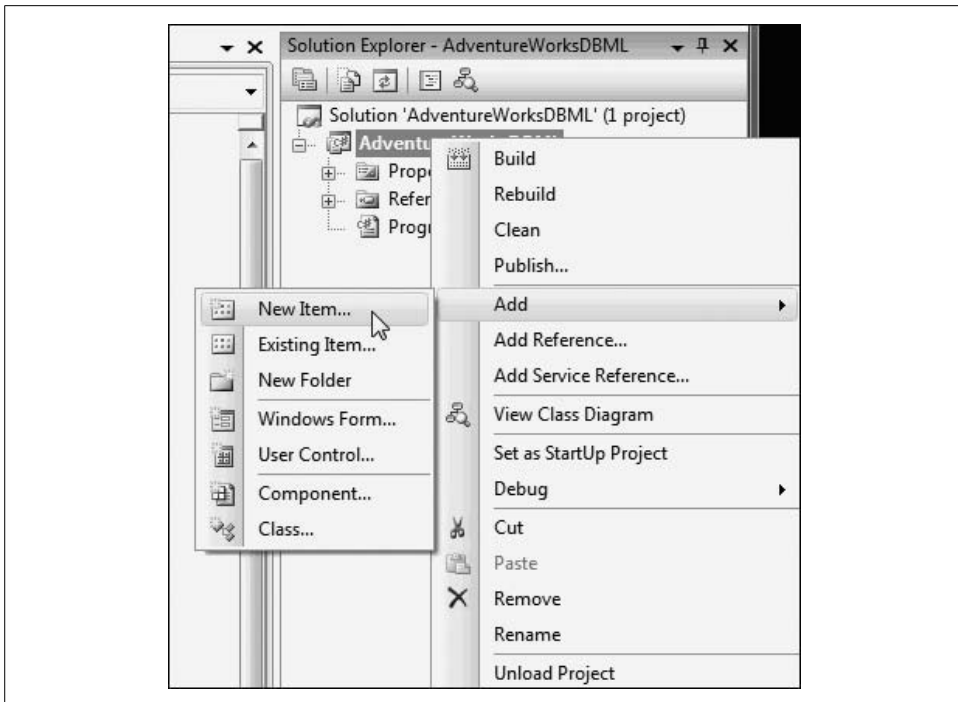 Solution Explorer - AdventureWorksDBML
Solution 'AdventureWorksDBML' (1 project)
Build
Rebuild
Clean
Publish...
Add
Add Reference...
Add Service Reference...
View Class Diagram
Set as StartUp Project
Debug
Cut
Paste
Remove
Rename
Unload Project
New Item...
Existing Item...
New Folder
Windows Form...
User Control...
Component...
Class...